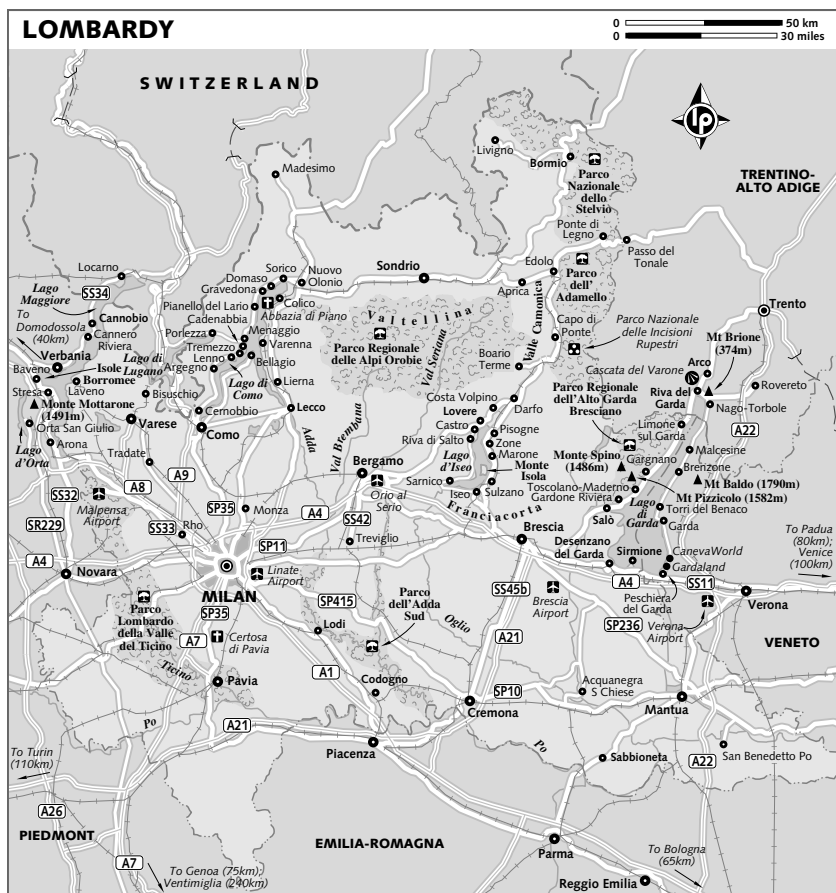 LOMBARDY
0 50 km
0 30 miles
SWITZERLAND
lp
Livigno
Bormio
Madesimo
Parco
Nazionale
dello
Stelvio
TRENTINO-
ALTO ADIGE
Ponte di
Legno
Passo del
Tonale
Locarno
Lago
Maggiore
SS34
Domaso
Sorico
Gravedona
Nuovo
Olonio
Sondrio
Edolo
Aprica
Parco
dell'
Adamello
To
Domodossola
(40km)
Cannobio
Cannero
Riviera
Pianello del Lario
Colico
Abbazia di Piano
Cadenabbia
Porlezza
Menaggio
Varenna
Tremezzo
Lenno
Bellagio
Argegno
Valtellina
Parco Regionale
delle Alpi Orobie
Val Seriana
Valle Camonica
Capo di
Ponte
Parco Nazionale
delle Incisioni
Rupestri
Trento
Mt Brione
(374m)
Arco
Cascata del Varone
Verbania
Lago di
Lugano
Baveno
Isole
Borromee
Stresa
Laveno
Monte Mottarone
(1491m)
Bisuschio
Lago di
Como
Lierna
Cernobbio
Lecco
Boario
Terme
Parco Regionale
dell'Alto Garda
Bresciano
Riva del
Garda
Rovereto
Nago-Torbole
A22
Orta San Giulio
Lago
d'Orta
Arona
Varese
Como
Adda
Val Btembana
Costa Volpino
Darfo
Lovere
Castro
Pisogne
Riva di Salto
Zone
Marone
Limone
sul Garda
Malcesine
Monte Spino
(1486m)
Gargnano
Brenzone
Tradate
A9
A8
Bergamo
Lago
d'Iseo
Monte
Isola
Toscolano-Maderno
Gardone Riviera
Mt Baldo (1790m)
Mt Pizzicolo (1582m)
SS32
Malpensa
Airport
SP35
Monza
A4
Orio al
Serio
Sarnico
Iseo
Sulzano
Franciacorta
Salò
Lago
di
Garda
Torri del Benaco
Garda
SR229
SS33
Rho
SS42
Treviglio
SP11
Brescia
Desenzano
del Garda
Sirmione
CanevaWorld
Gardaland
To Padua
(80km);
Venice
(100km)
A4
Novara
MILAN
Linate
Airport
A4
SS11
Peschiera
del Garda
Verona
Verona
Airport
Parco
Lombardo
della Valle
del Ticino
SP35
A7
Certosa
di Pavia
SP415
Lodi
Parco
dell'Adda
Sud
Oglio
SS45b
A21
Brescia
Airport
SP236
VENETO
Ticino
Pavia
A1
Codogno
Cremona
SP10
Acquanegra
S Chiese
Mantua
Po
A21
To Turin
(110km)
Piacenza
Po
Sabbioneta
A22
San Benedetto Po
A26
PIEDMONT
EMILIA-ROMAGNA
A7
To Genoa (75km);
Ventimiglia (240km)
Parma
Reggio Emilia
To Bologna
(65km)